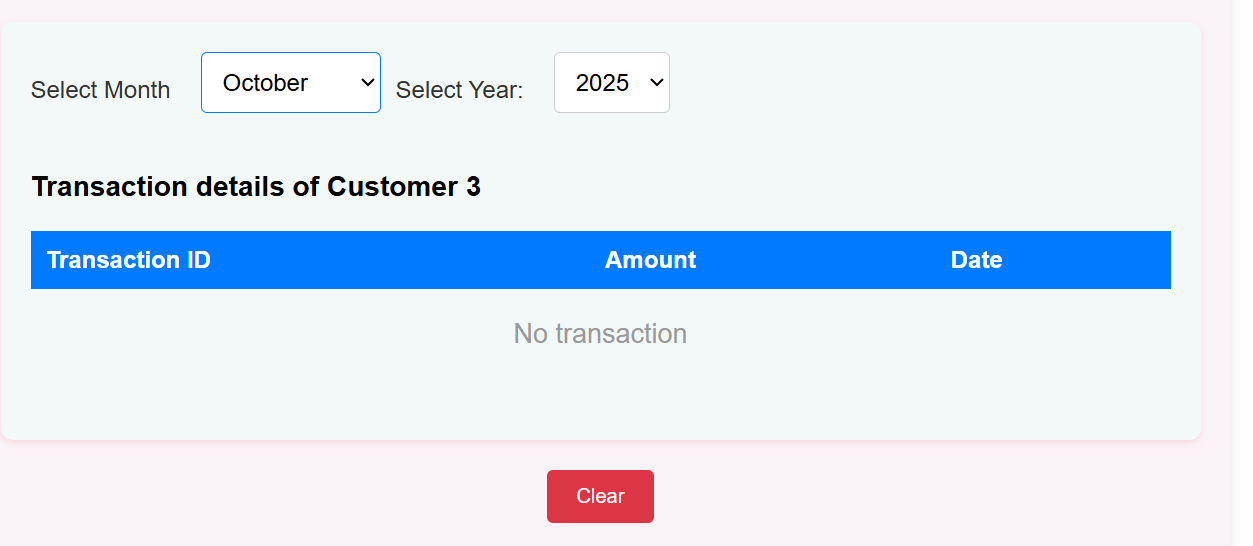 Select Month October Select Year: 2025
Transaction details of Customer 3
Transaction ID Amount Date
No transaction
Clear